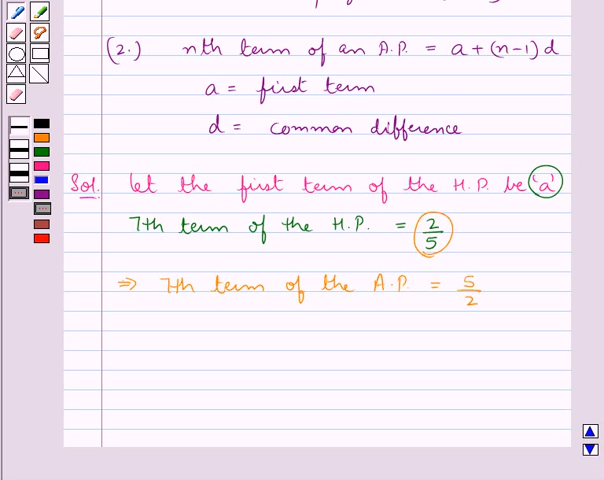 (2.) nth term of an A.P. = a + (n-1) d
a = first term
d = common difference
Sol. let the first term of the H.P. be 'a'
7th term of the H.P. = 2/5
⇒ 7th term of the A.P. = 5/2